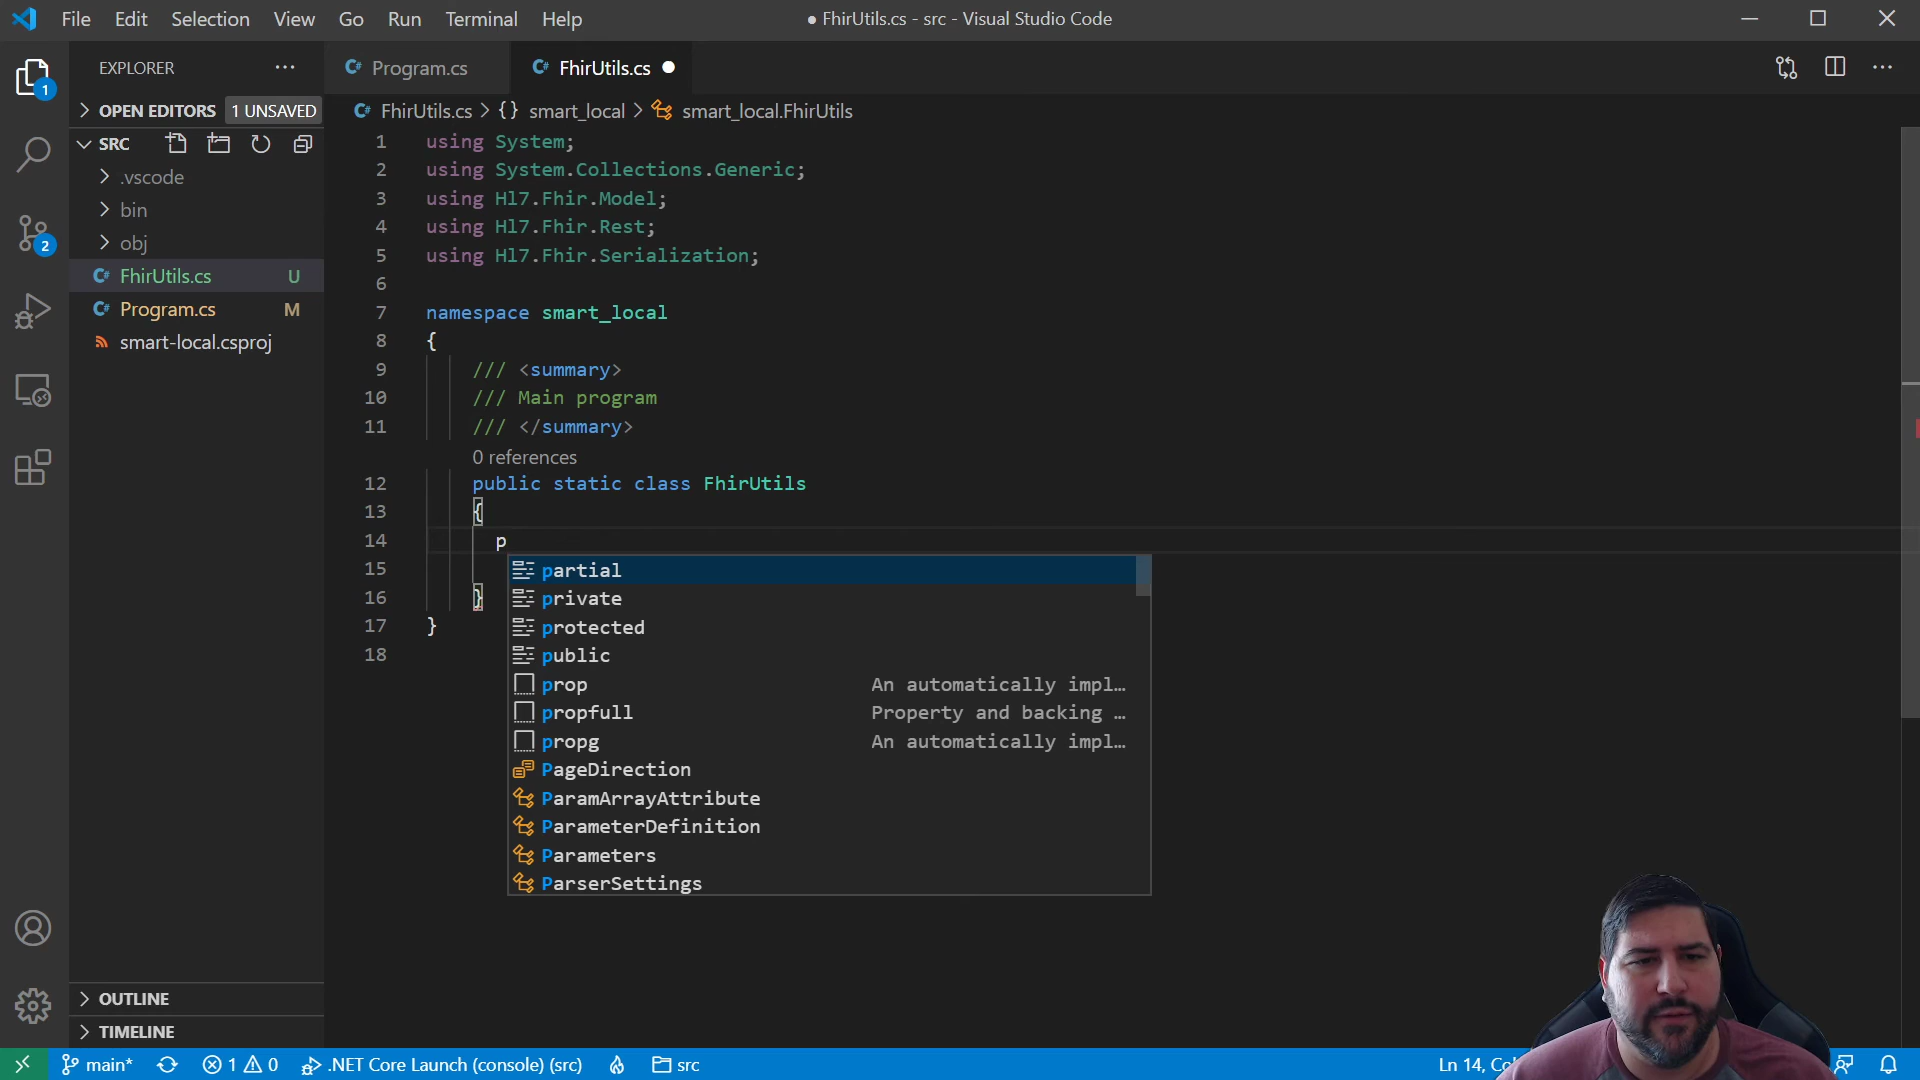 File Edit Selection View Go Run Terminal Help
● FhirUtils.cs - src - Visual Studio Code
EXPLORER
Program.cs
FhirUtils.cs
OPEN EDITORS 1 UNSAVED
FhirUtils.cs > {} smart_local > smart_local.FhirUtils
SRC
.vscode
bin
obj
FhirUtils.cs U
Program.cs M
smart-local.csproj
1
2
1 using System;
2 using System.Collections.Generic;
3 using Hl7.Fhir.Model;
4 using Hl7.Fhir.Rest;
5 using Hl7.Fhir.Serialization;
6
7 namespace smart_local
8 {
9 /// <summary>
10 /// Main program
11 /// </summary>
0 references
12 public static class FhirUtils
13 {
14 p
15
16 }
17 }
18
partial
private
protected
public
prop An automatically impl…
propfull Property and backing …
propg An automatically impl…
PageDirection
ParamArrayAttribute
ParameterDefinition
Parameters
ParserSettings
OUTLINE
TIMELINE
main* 1 0 .NET Core Launch (console) (src) src
Ln 14,